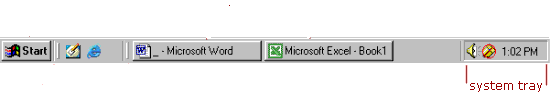 Start _ - Microsoft Word Microsoft Excel - Book1 1:02 PM
system tray